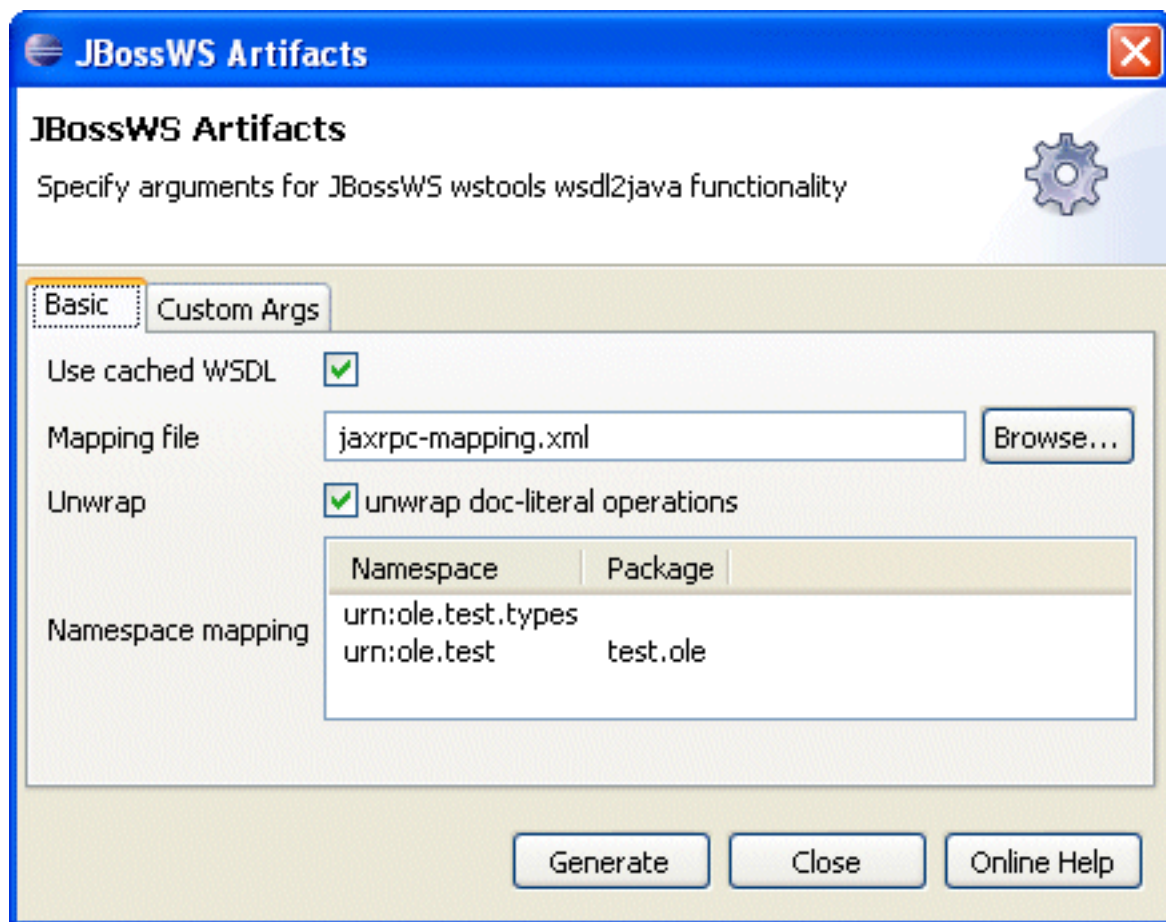 JBossWS Artifacts
JBossWS Artifacts
Specify arguments for JBossWS wstools wsdl2java functionality
Basic Custom Args
Use cached WSDL
Mapping file jaxrpc-mapping.xml Browse...
Unwrap unwrap doc-literal operations
Namespace Package
urn:ole.test.types
Namespace mapping
urn:ole.test test.ole
Generate Close Online Help